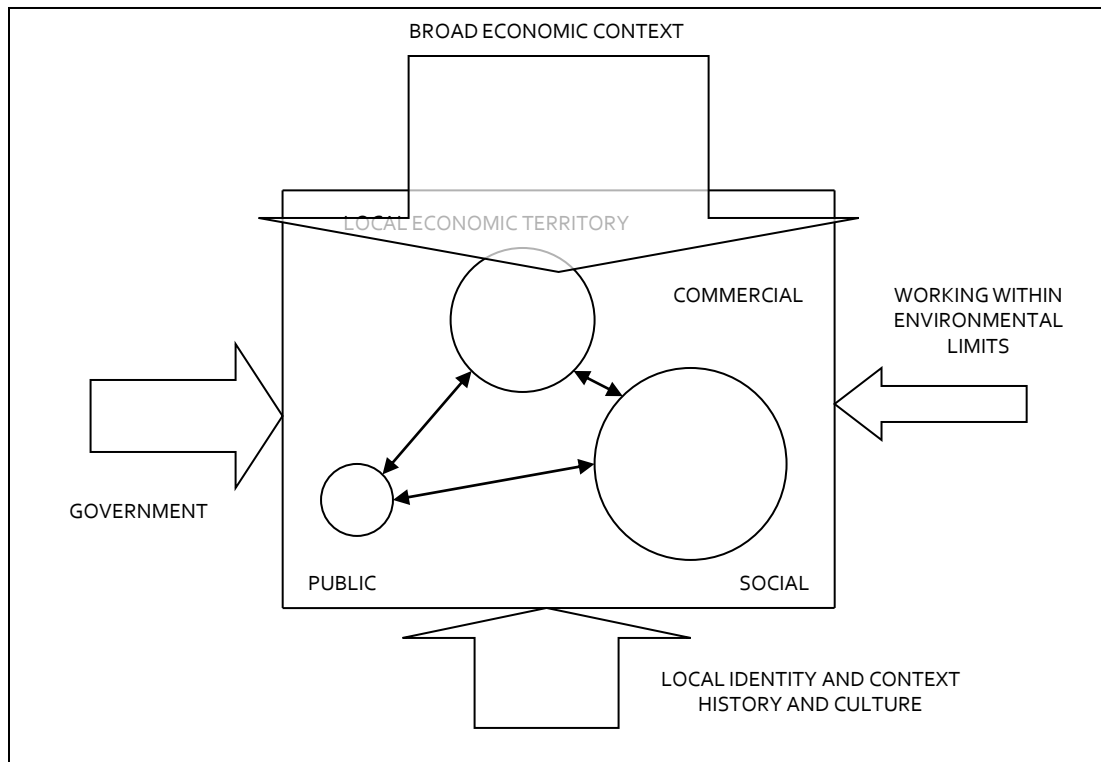 BROAD ECONOMIC CONTEXT
LOCAL ECONOMIC TERRITORY
COMMERCIAL
WORKING WITHIN
ENVIRONMENTAL
LIMITS
GOVERNMENT
PUBLIC
SOCIAL
LOCAL IDENTITY AND CONTEXT
HISTORY AND CULTURE